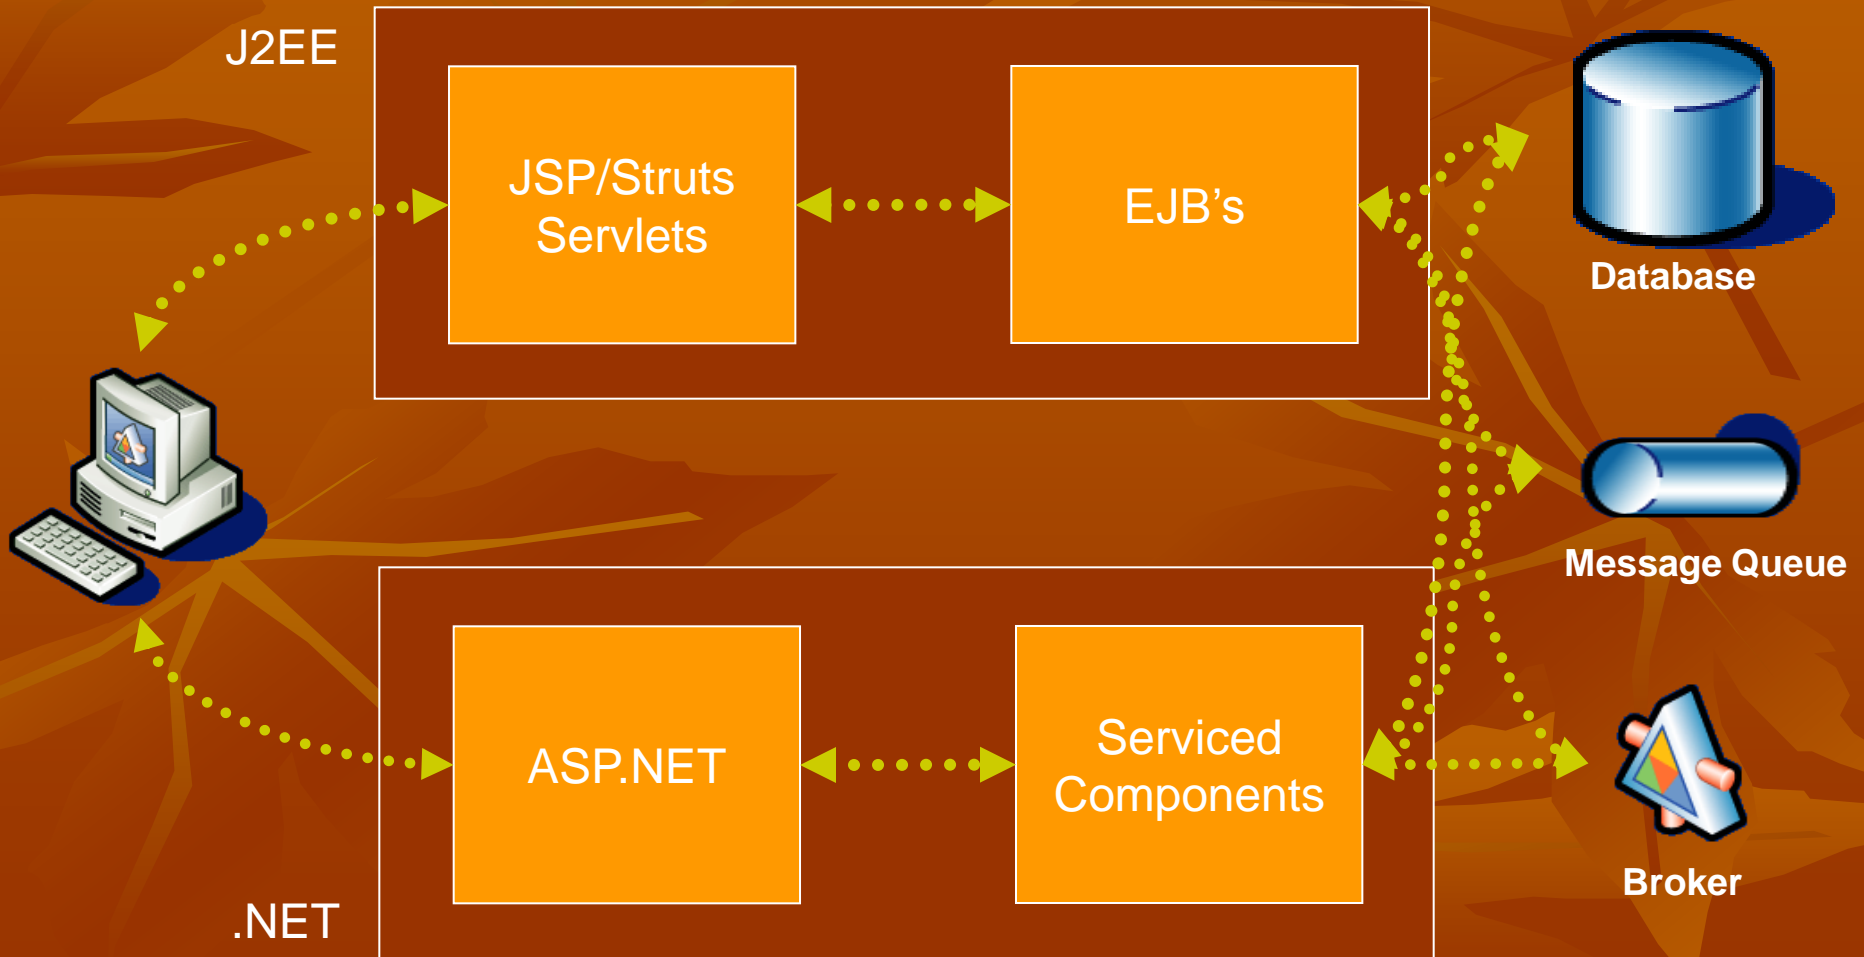 J2EE
JSP/Struts
Servlets
EJB’s
Database
Message Queue
ASP.NET
Serviced
Components
Broker
.NET